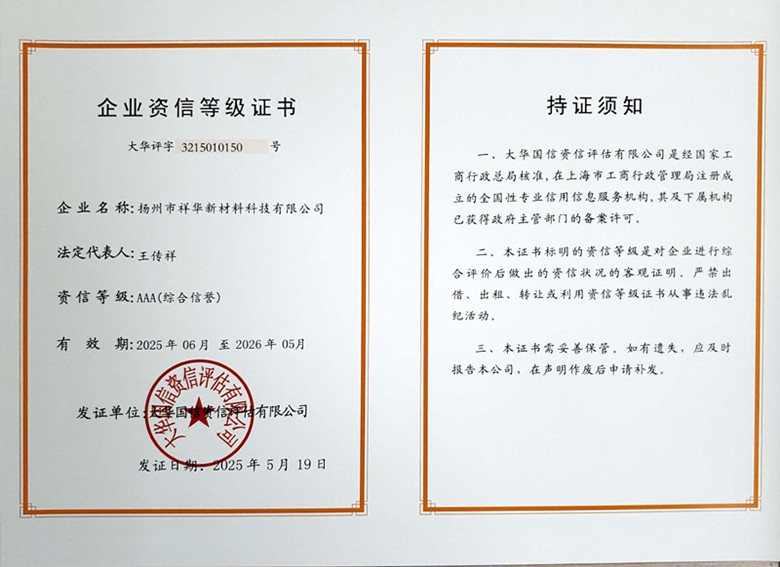 企业资信等级证书
大华评字 3215010150 号
企业名称:扬州市祥华新材料科技有限公司
法定代表人:王传祥
资信等级:AAA(综合信誉)
有 效 期:2025年06月 至 2026年05月
发证单位:大华国信资信评估有限公司
大华国信资信评估有限公司
发证日期: 2025年5月19日
持证须知
一、大华国信资信评估有限公司是经国家工
商行政总局核准,在上海市工商行政管理局注册成
立的全国性专业信用信息服务机构,其及下属机构
已获得政府主管部门的备案许可。
二、本证书标明的资信等级是对企业进行综
合评价后做出的资信状况的客观证明。严禁出
借、出租、转让或利用资信等级证书从事违法乱
纪活动。
三、本证书需妥善保管。如有遗失,应及时
报告本公司,在声明作废后申请补发。